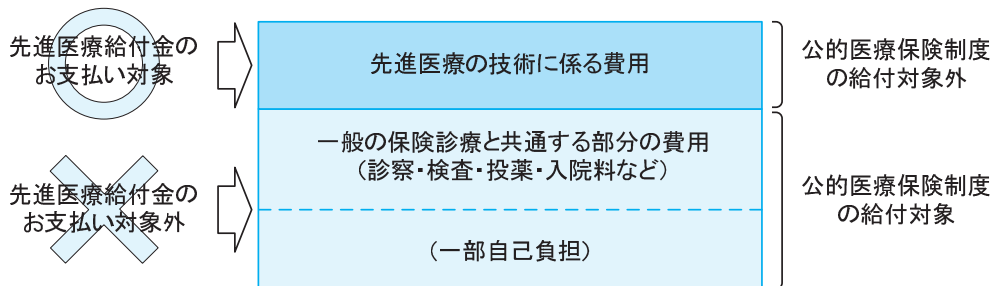 先進医療給付金の
お支払い対象
先進医療の技術に係る費用
公的医療保険制度
の給付対象外
一般の保険診療と共通する部分の費用
（診察・検査・投薬・入院料など）
先進医療給付金の
お支払い対象外
公的医療保険制度
の給付対象
（一部自己負担）